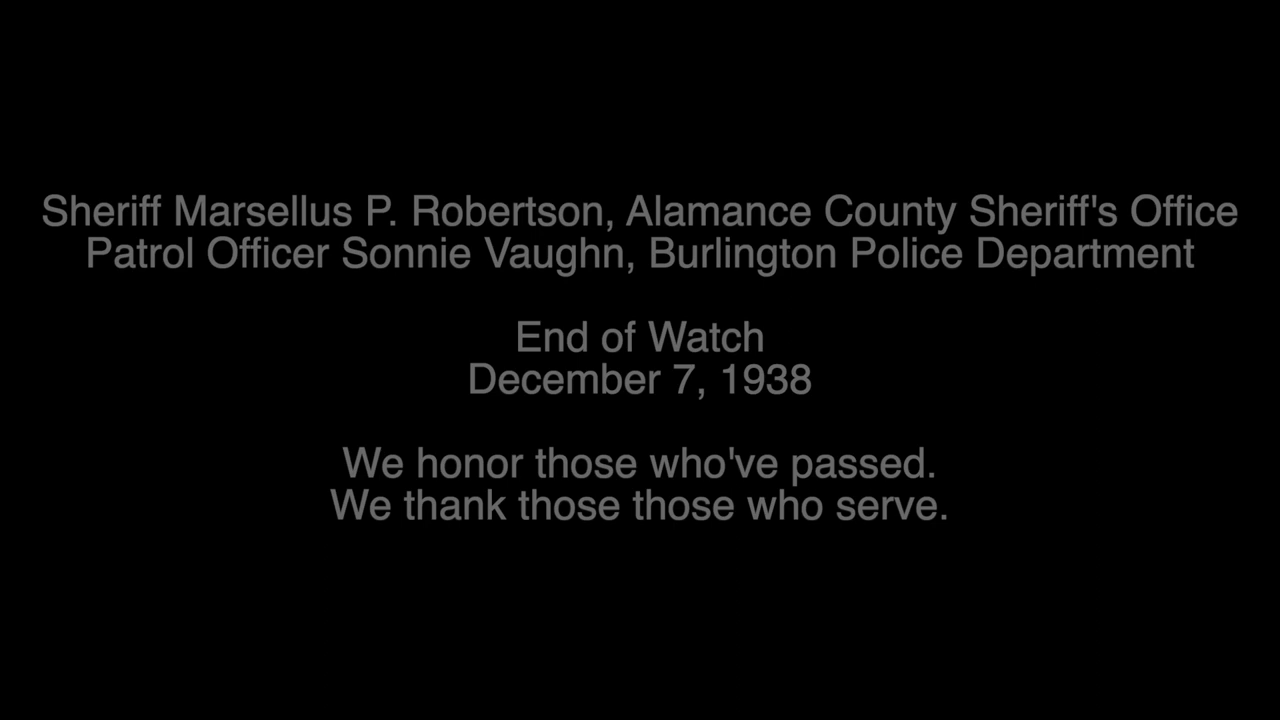 Sheriff Marsellus P. Robertson, Alamance County Sheriff's Office
Patrol Officer Sonnie Vaughn, Burlington Police Department
End of Watch
December 7, 1938
We honor those who've passed.
We thank those those who serve.